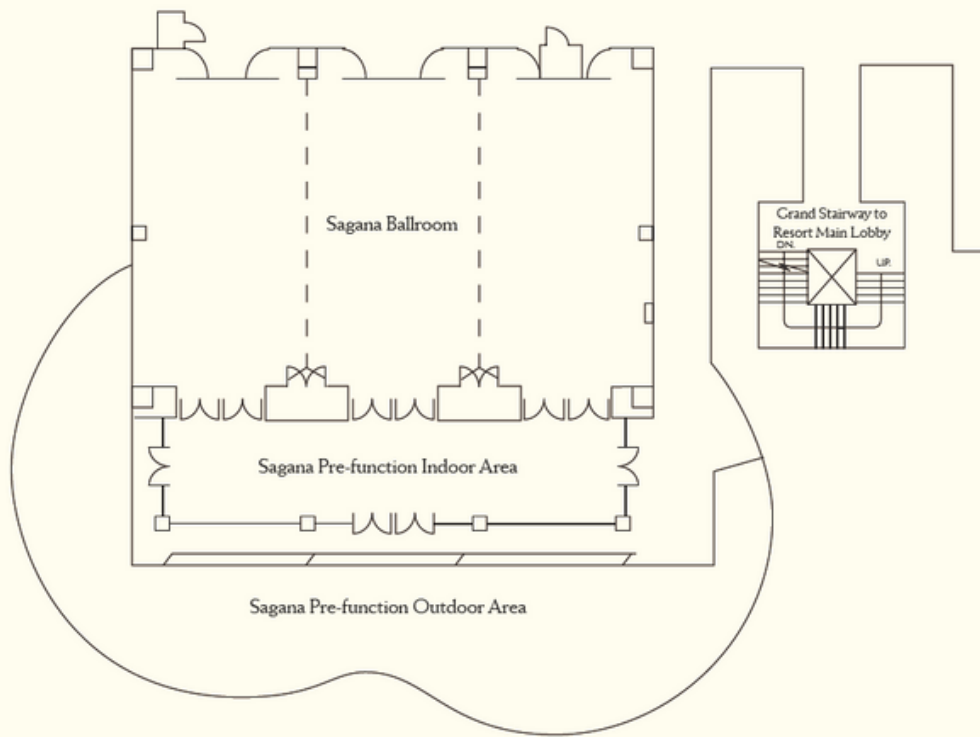 Grand Stairway to
Resort Main Lobby
DN.
UP.
Sagana Ballroom
Sagana Pre-function Indoor Area
Sagana Pre-function Outdoor Area